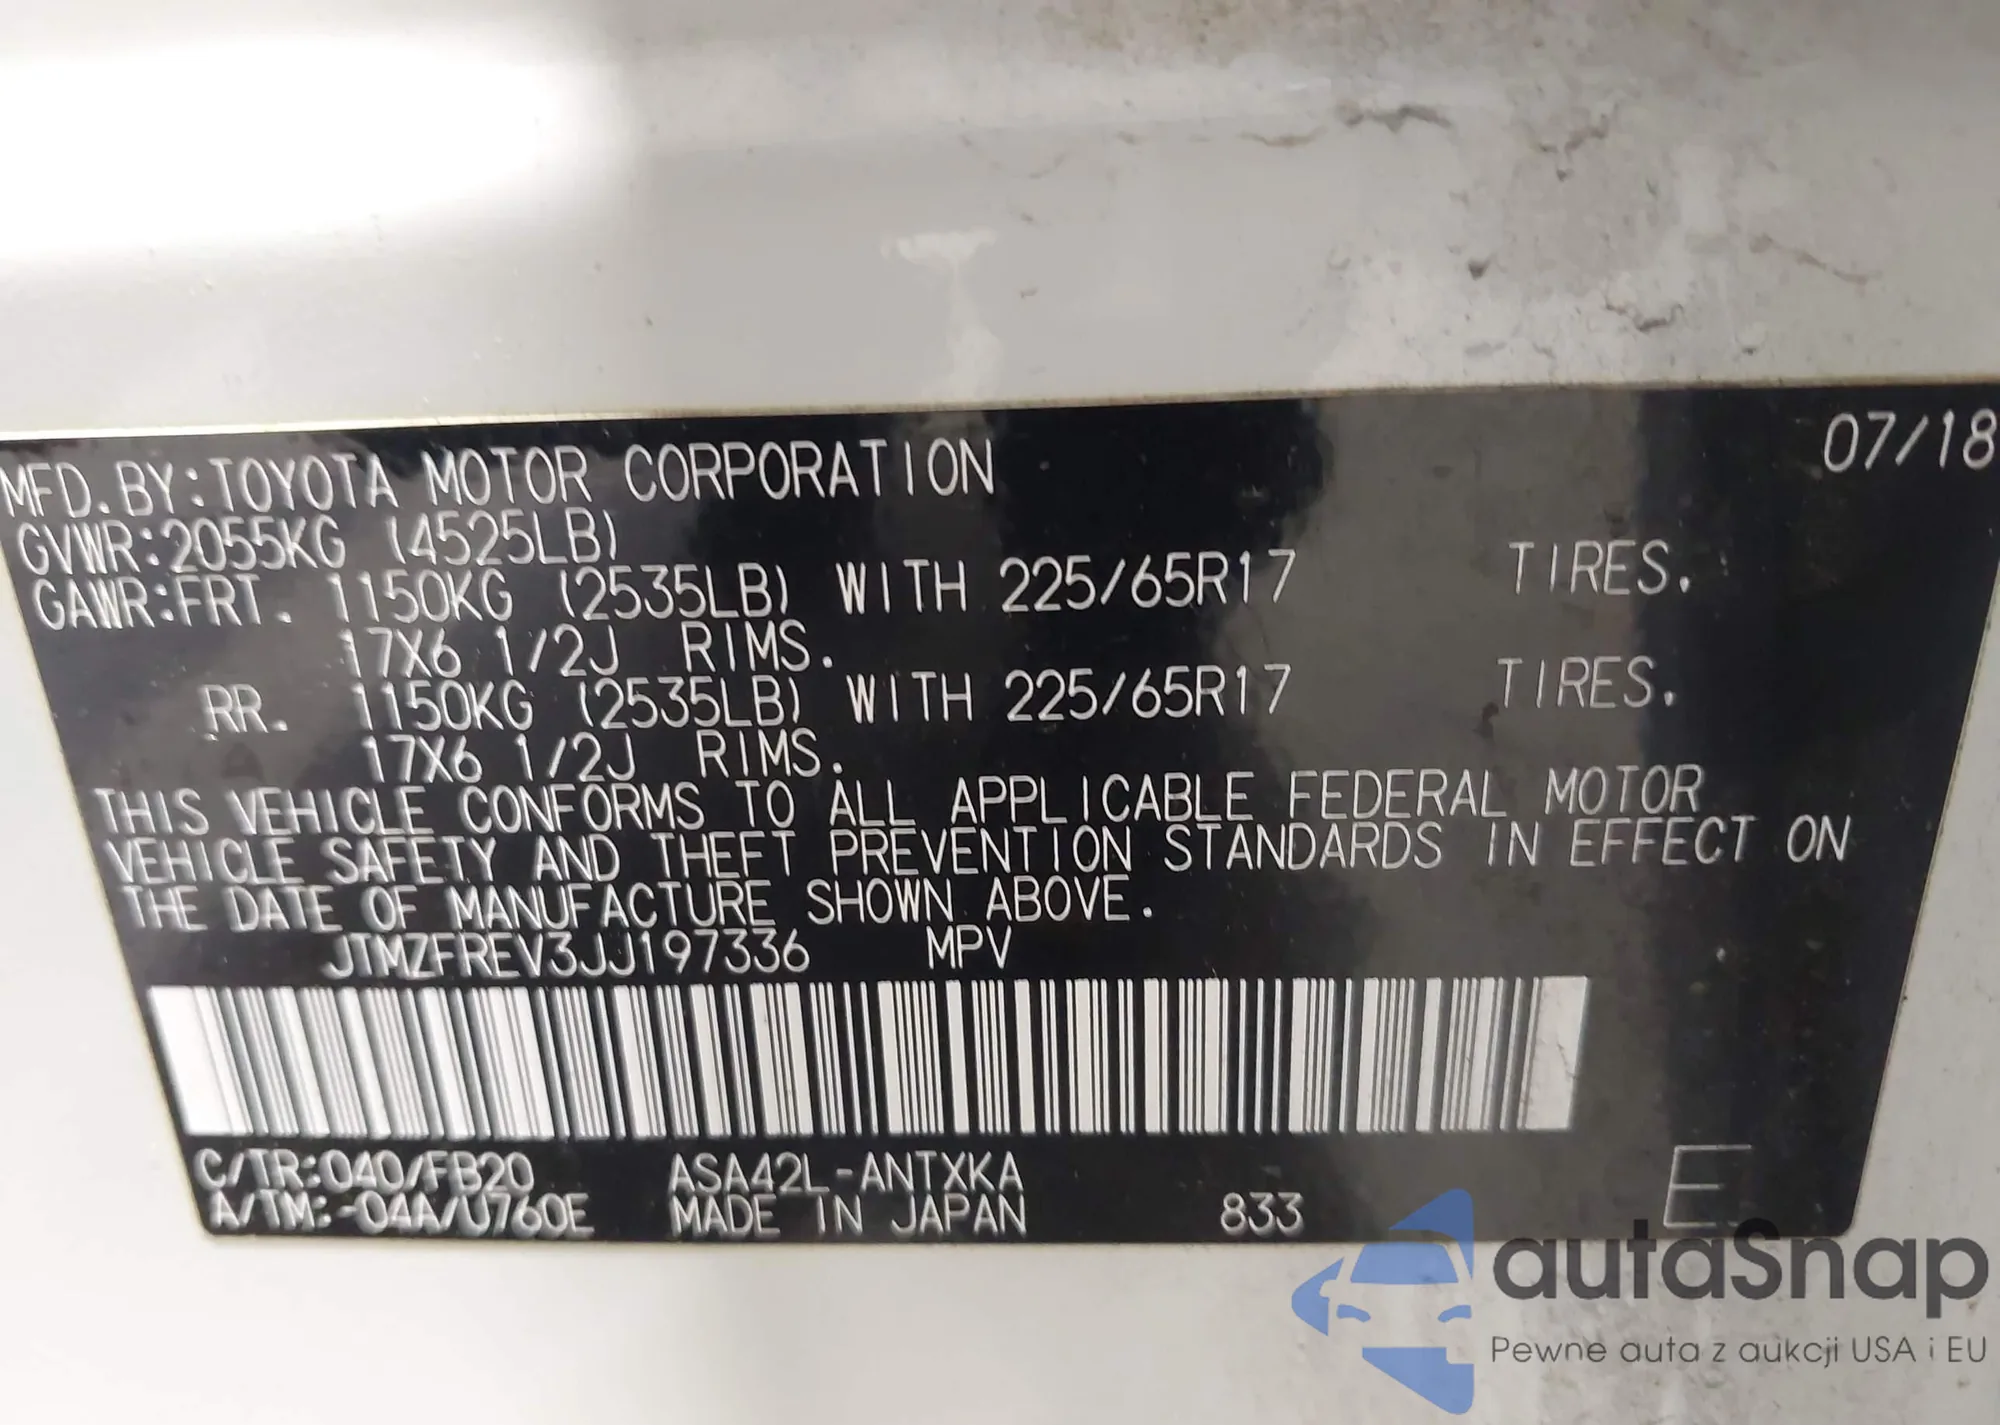 07/18
MFD.BY:TOYOTA MOTOR CORPORATION
GVWR:2055KG (4525LB)
GAWR:FRT. 1150KG (2535LB) WITH 225/65R17 TIRES.
17X6 1/2J RIMS.
RR. 1150KG (2535LB) WITH 225/65R17 TIRES.
17X6 1/2J RIMS.
THIS VEHICLE CONFORMS TO ALL APPLICABLE FEDERAL MOTOR
VEHICLE SAFETY AND THEFT PREVENTION STANDARDS IN EFFECT ON
THE DATE OF MANUFACTURE SHOWN ABOVE.
JTMZFREV3JJ197336 MPV
C/TR:040/FB20 ASA42L-ANTXKA
A/TM:-04A/U760E MADE IN JAPAN 833 E
autaSnap
Pewne auta z aukcji USA i EU